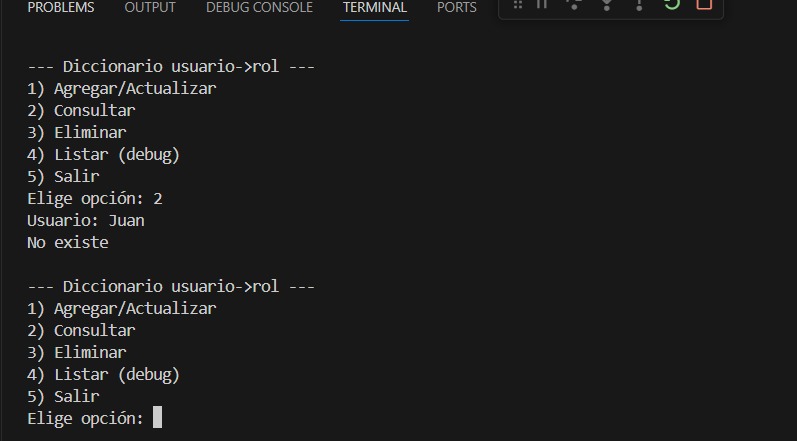 PROBLEMS OUTPUT DEBUG CONSOLE TERMINAL PORTS
--- Diccionario usuario->rol ---
1) Agregar/Actualizar
2) Consultar
3) Eliminar
4) Listar (debug)
5) Salir
Elige opción: 2
Usuario: Juan
No existe
--- Diccionario usuario->rol ---
1) Agregar/Actualizar
2) Consultar
3) Eliminar
4) Listar (debug)
5) Salir
Elige opción: